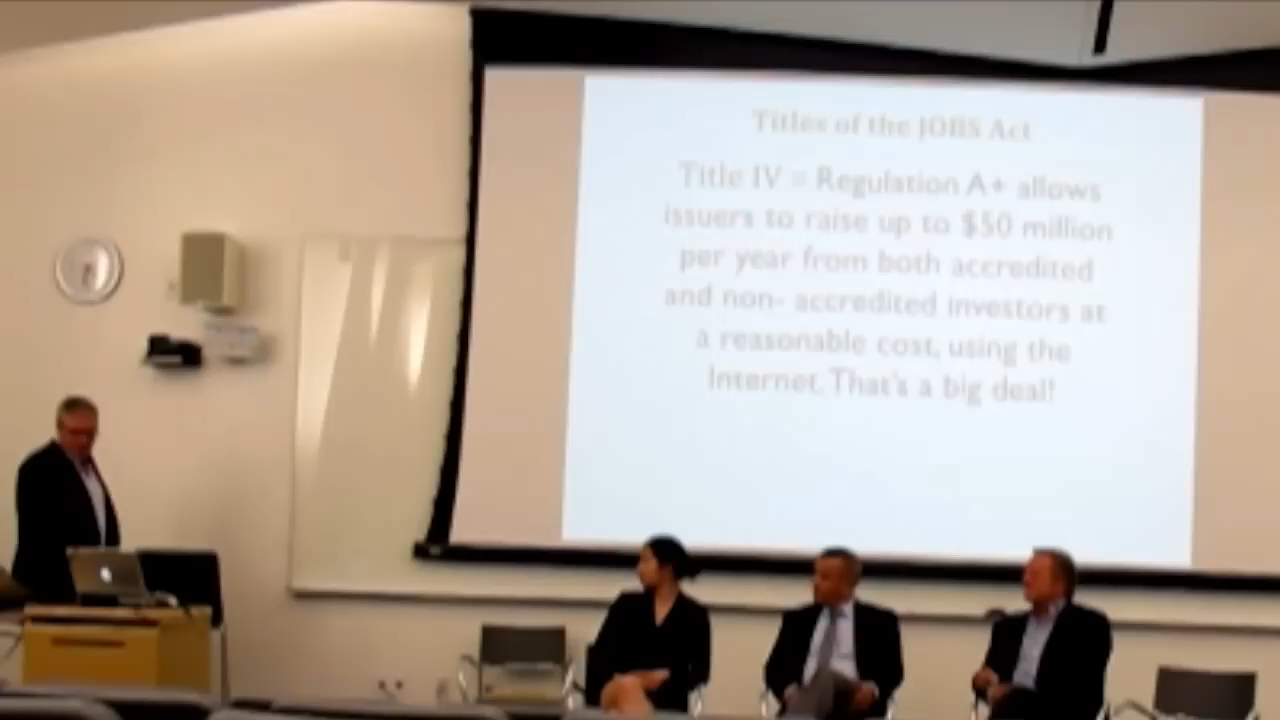 Titles of the JOBS Act
Title IV = Regulation A+ allows
issuers to raise up to $50 million
per year from both accredited
and non- accredited investors at
a reasonable cost, using the
Internet. That's a big deal!